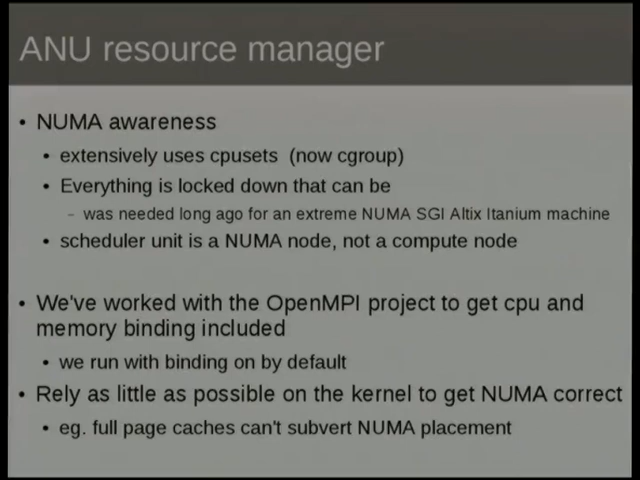 ANU resource manager
• NUMA awareness
• extensively uses cpusets (now cgroup)
• Everything is locked down that can be
– was needed long ago for an extreme NUMA SGI Altix Itanium machine
• scheduler unit is a NUMA node, not a compute node
• We've worked with the OpenMPI project to get cpu and
memory binding included
• we run with binding on by default
• Rely as little as possible on the kernel to get NUMA correct
• eg. full page caches can't subvert NUMA placement